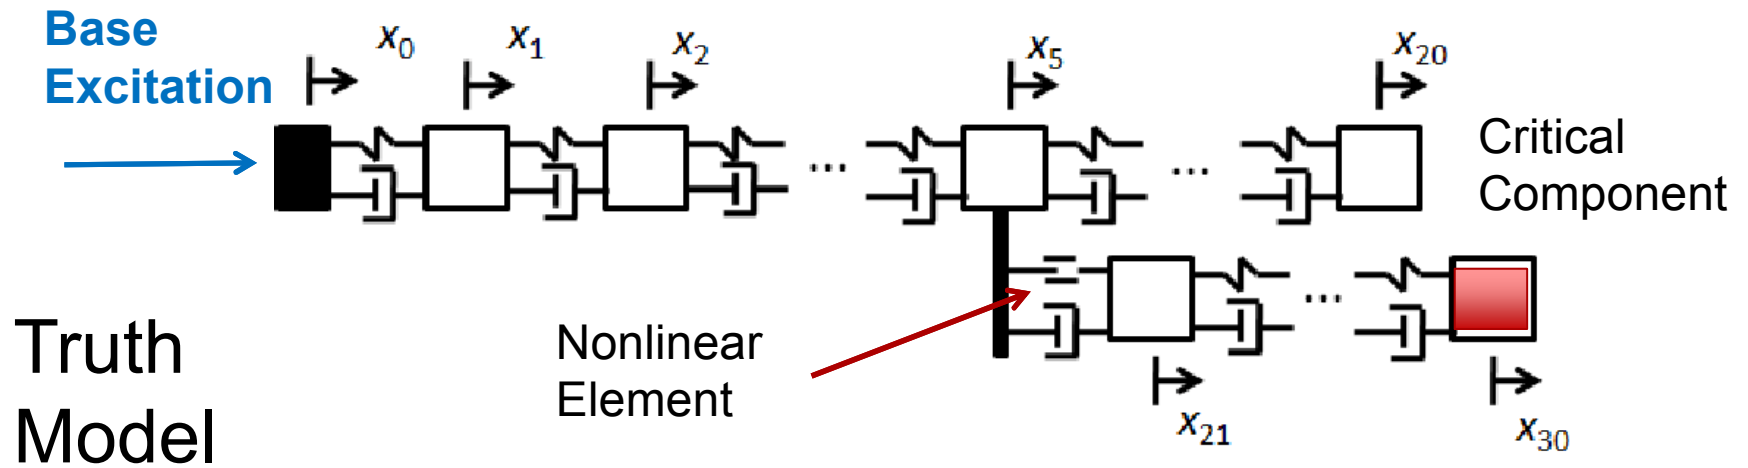 Base
Excitation
x0 x1 x2 x5 x20
... ...
Critical
Component
...
Nonlinear
Element
Truth
Model
x21 x30